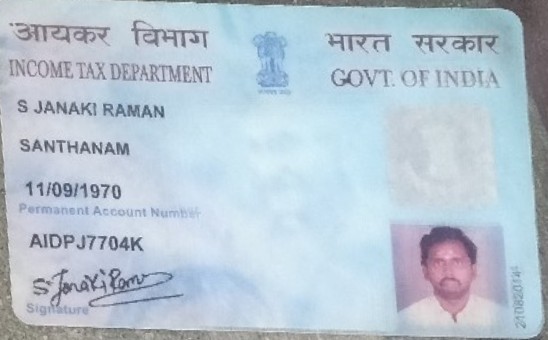 आयकर विभाग
भारत सरकार
INCOME TAX DEPARTMENT
GOVT. OF INDIA
S JANAKI RAMAN
SANTHANAM
11/09/1970
Permanent Account Number
AIDPJ7704K
S. Janaki Raman
Signature